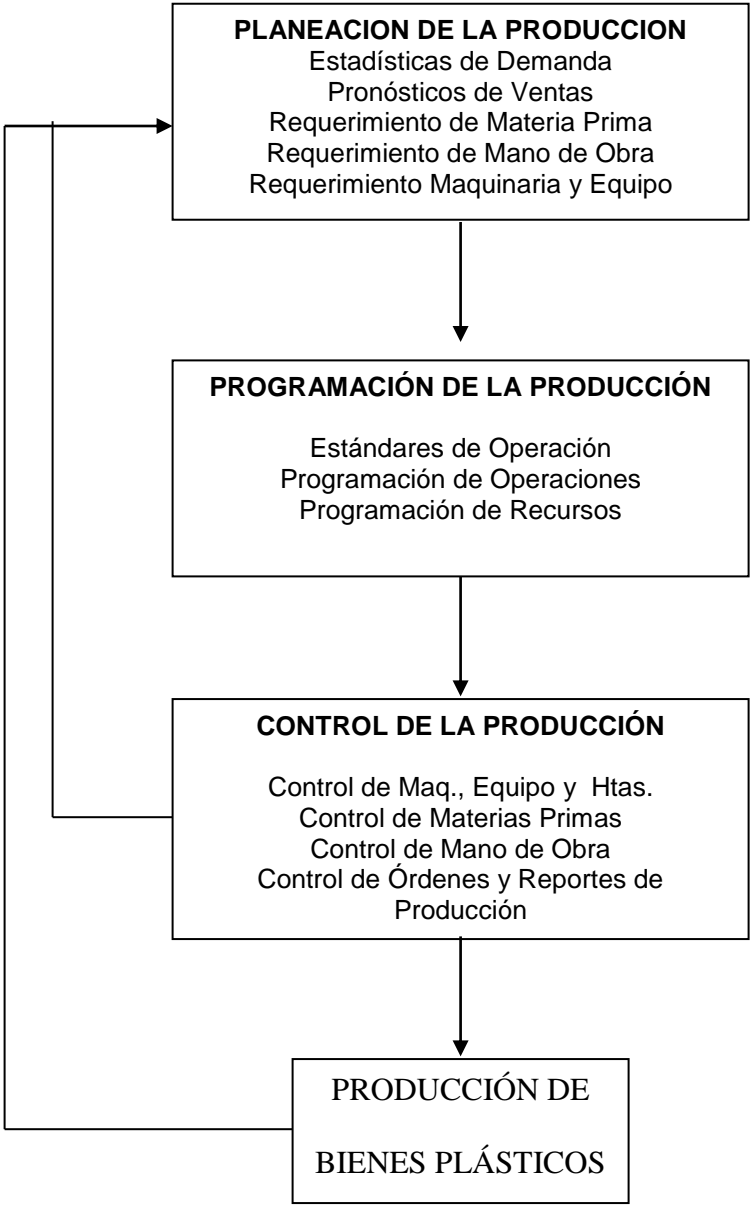 PLANEACION DE LA PRODUCCION
Estadísticas de Demanda
Pronósticos de Ventas
Requerimiento de Materia Prima
Requerimiento de Mano de Obra
Requerimiento Maquinaria y Equipo
PROGRAMACIÓN DE LA PRODUCCIÓN
Estándares de Operación
Programación de Operaciones
Programación de Recursos
CONTROL DE LA PRODUCCIÓN
Control de Maq., Equipo y Htas.
Control de Materias Primas
Control de Mano de Obra
Control de Órdenes y Reportes de
Producción
PRODUCCIÓN DE
BIENES PLÁSTICOS